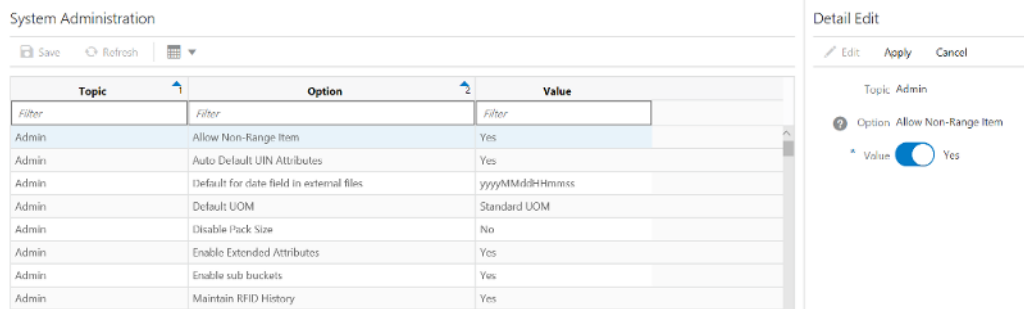 System Administration
Save Refresh
Topic 1 Option 2 Value
Filter Filter Filter
Admin Allow Non-Range Item Yes
Admin Auto Default UIN Attributes Yes
Admin Default for date field in external files yyyyMMddHHmmss
Admin Default UOM Standard UOM
Admin Disable Pack Size No
Admin Enable Extended Attributes Yes
Admin Enable sub buckets Yes
Admin Maintain RFID History Yes
Detail Edit
Edit Apply Cancel
Topic Admin
? Option Allow Non-Range Item
* Value Yes